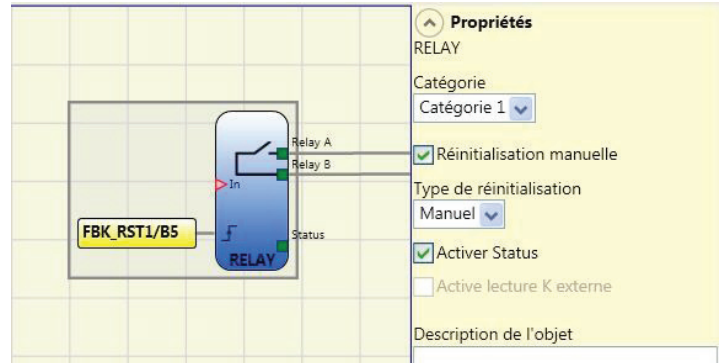 Relay A
Relay B
In
FBK_RST1/B5
Status
RELAY
Propriétés
RELAY
Catégorie
Catégorie 1
Réinitialisation manuelle
Type de réinitialisation
Manuel
Activer Status
Active lecture K externe
Description de l'objet